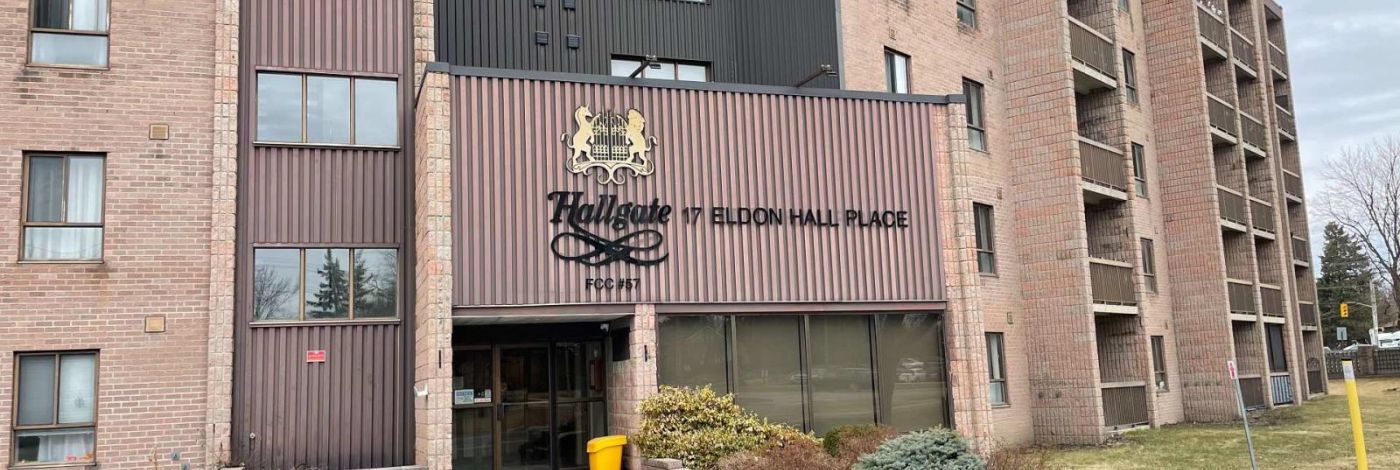 Hallgate
17 ELDON HALL PLACE
FCC #57